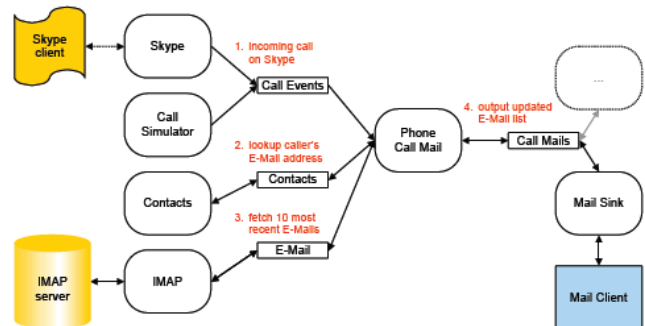 Skype
client
Skype
1. incoming call
on Skype
Call Events
Call
Simulator
2. lookup caller's
E-Mail address
Contacts
Contacts
3. fetch 10 most
recent E-Mails
E-Mail
IMAP
server
IMAP
Phone
Call Mail
4. output updated
E-Mail list
Call Mails
...
Mail Sink
Mail Client